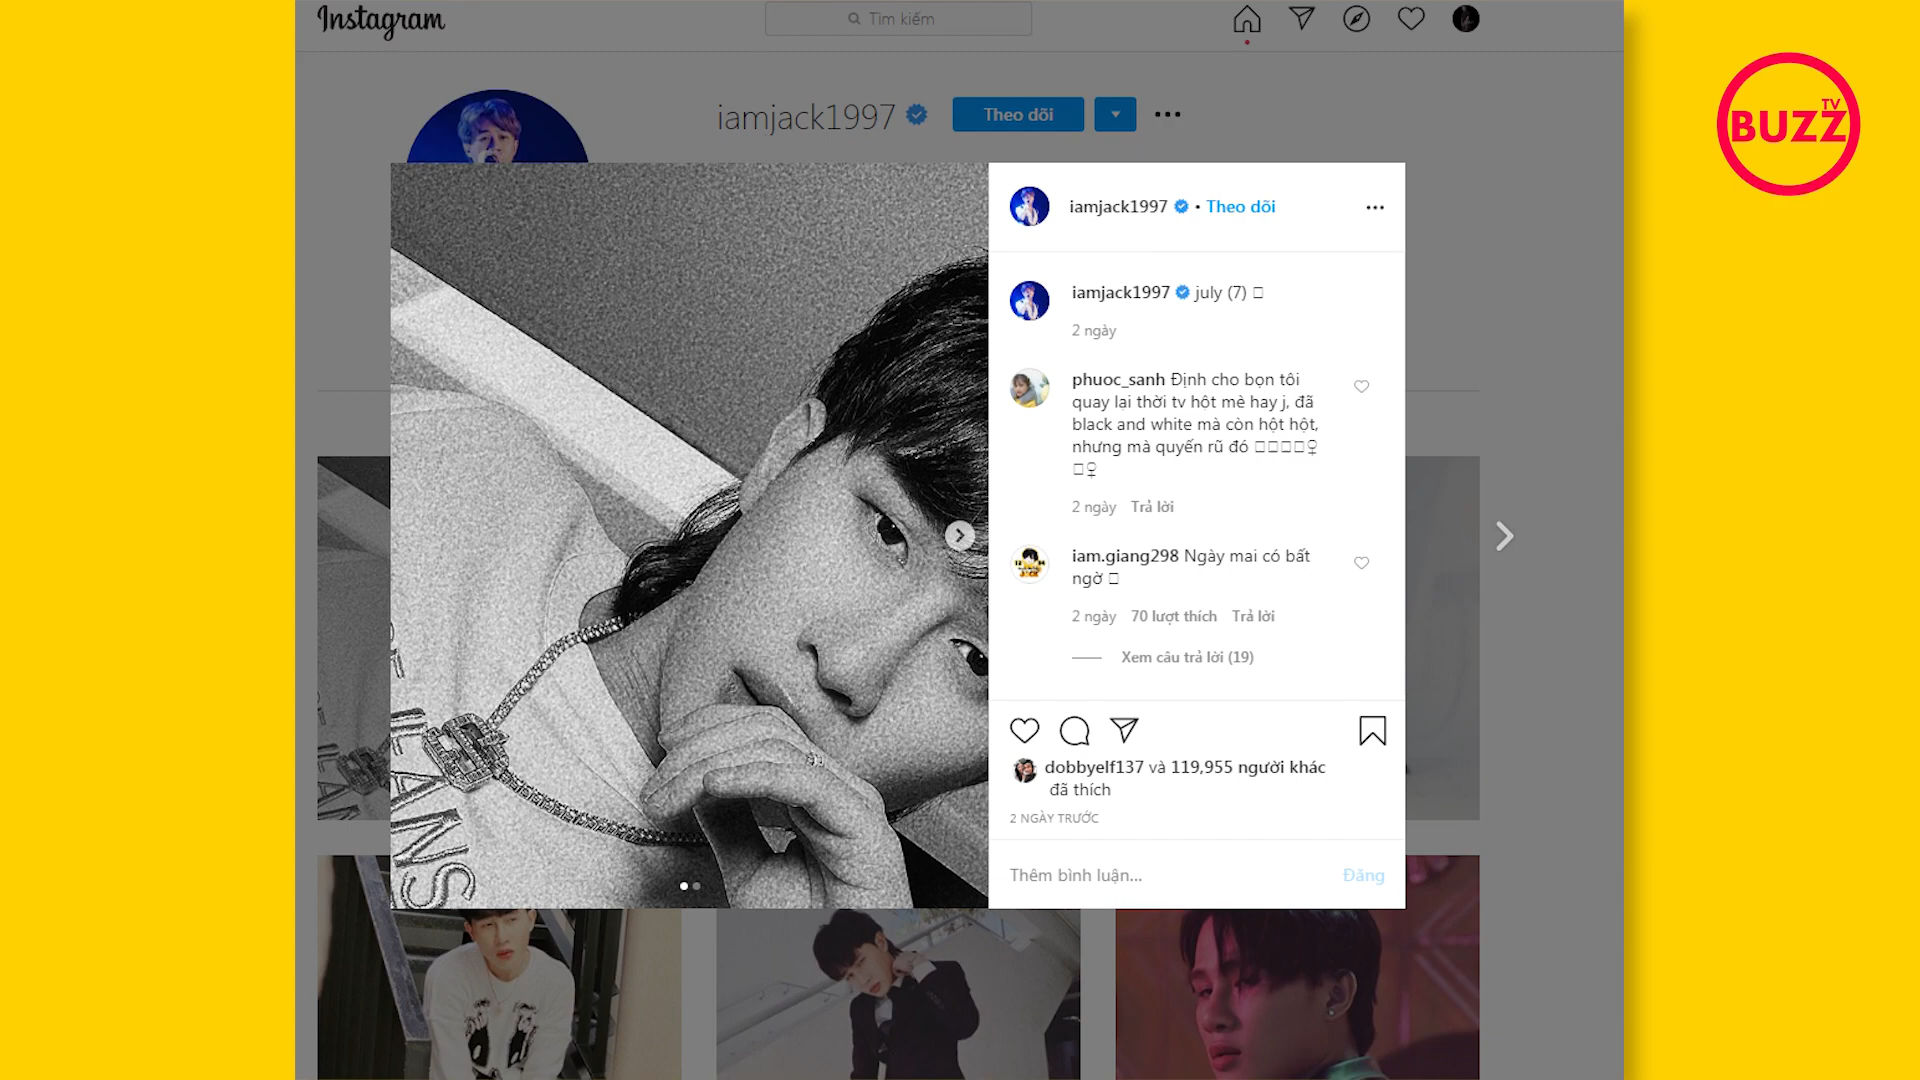 Instagram
Tìm kiếm
TV
BUZZ
iamjack1997
Theo dõi
iamjack1997 • Theo dõi
iamjack1997 july (7)
2 ngày
phuoc_sanh Định cho bọn tôi
quay lại thời tv hột mè hay j, đã
black and white mà còn hột hột,
nhưng mà quyến rũ đó
2 ngày Trả lời
iam.giang298 Ngày mai có bất
ngờ
2 ngày 70 lượt thích Trả lời
Xem câu trả lời (19)
dobbyelf137 và 119,955 người khác
đã thích
2 NGÀY TRƯỚC
Thêm bình luận... Đăng